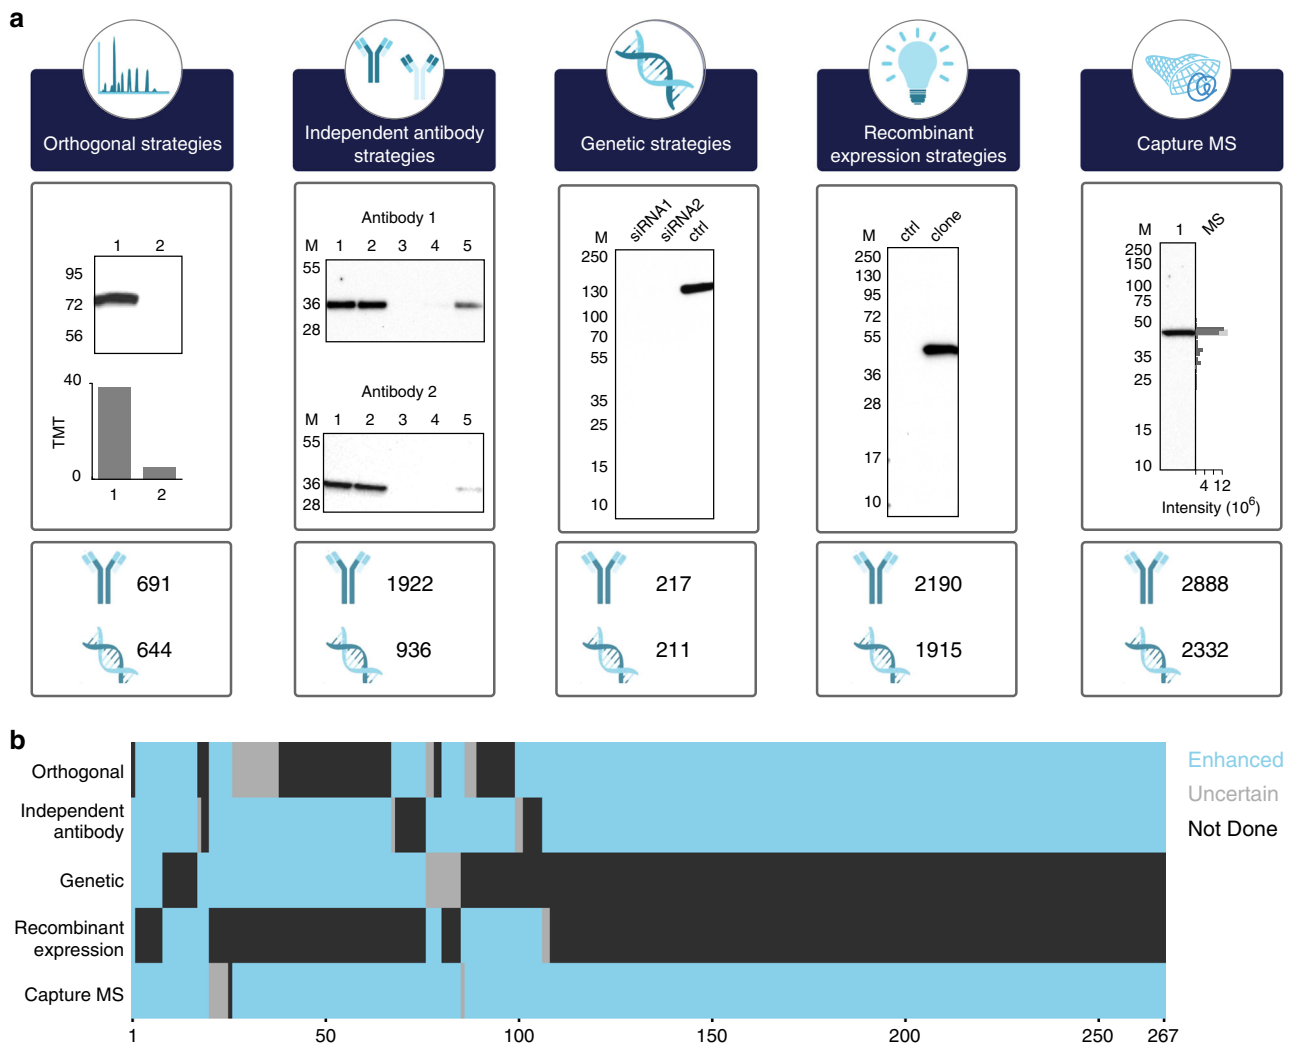 a
Orthogonal strategies
Independent antibody
strategies
Genetic strategies
Recombinant
expression strategies
Capture MS
1 2
95
72
56
40
TMT
0
1 2
Antibody 1
M 1 2 3 4 5
55
36
28
Antibody 2
M 1 2 3 4 5
55
36
28
M siRNA1 siRNA2 ctrl
250
130
100
70
55
35
25
15
10
M ctrl clone
250
130
95
72
55
36
28
17
10
M 1 MS
250
150
100
75
50
35
25
15
10
4 12
Intensity (10⁶)
691
644
1922
936
217
211
2190
1915
2888
2332
b
Orthogonal
Independent
antibody
Genetic
Recombinant
expression
Capture MS
1 50 100 150 200 250 267
Enhanced
Uncertain
Not Done